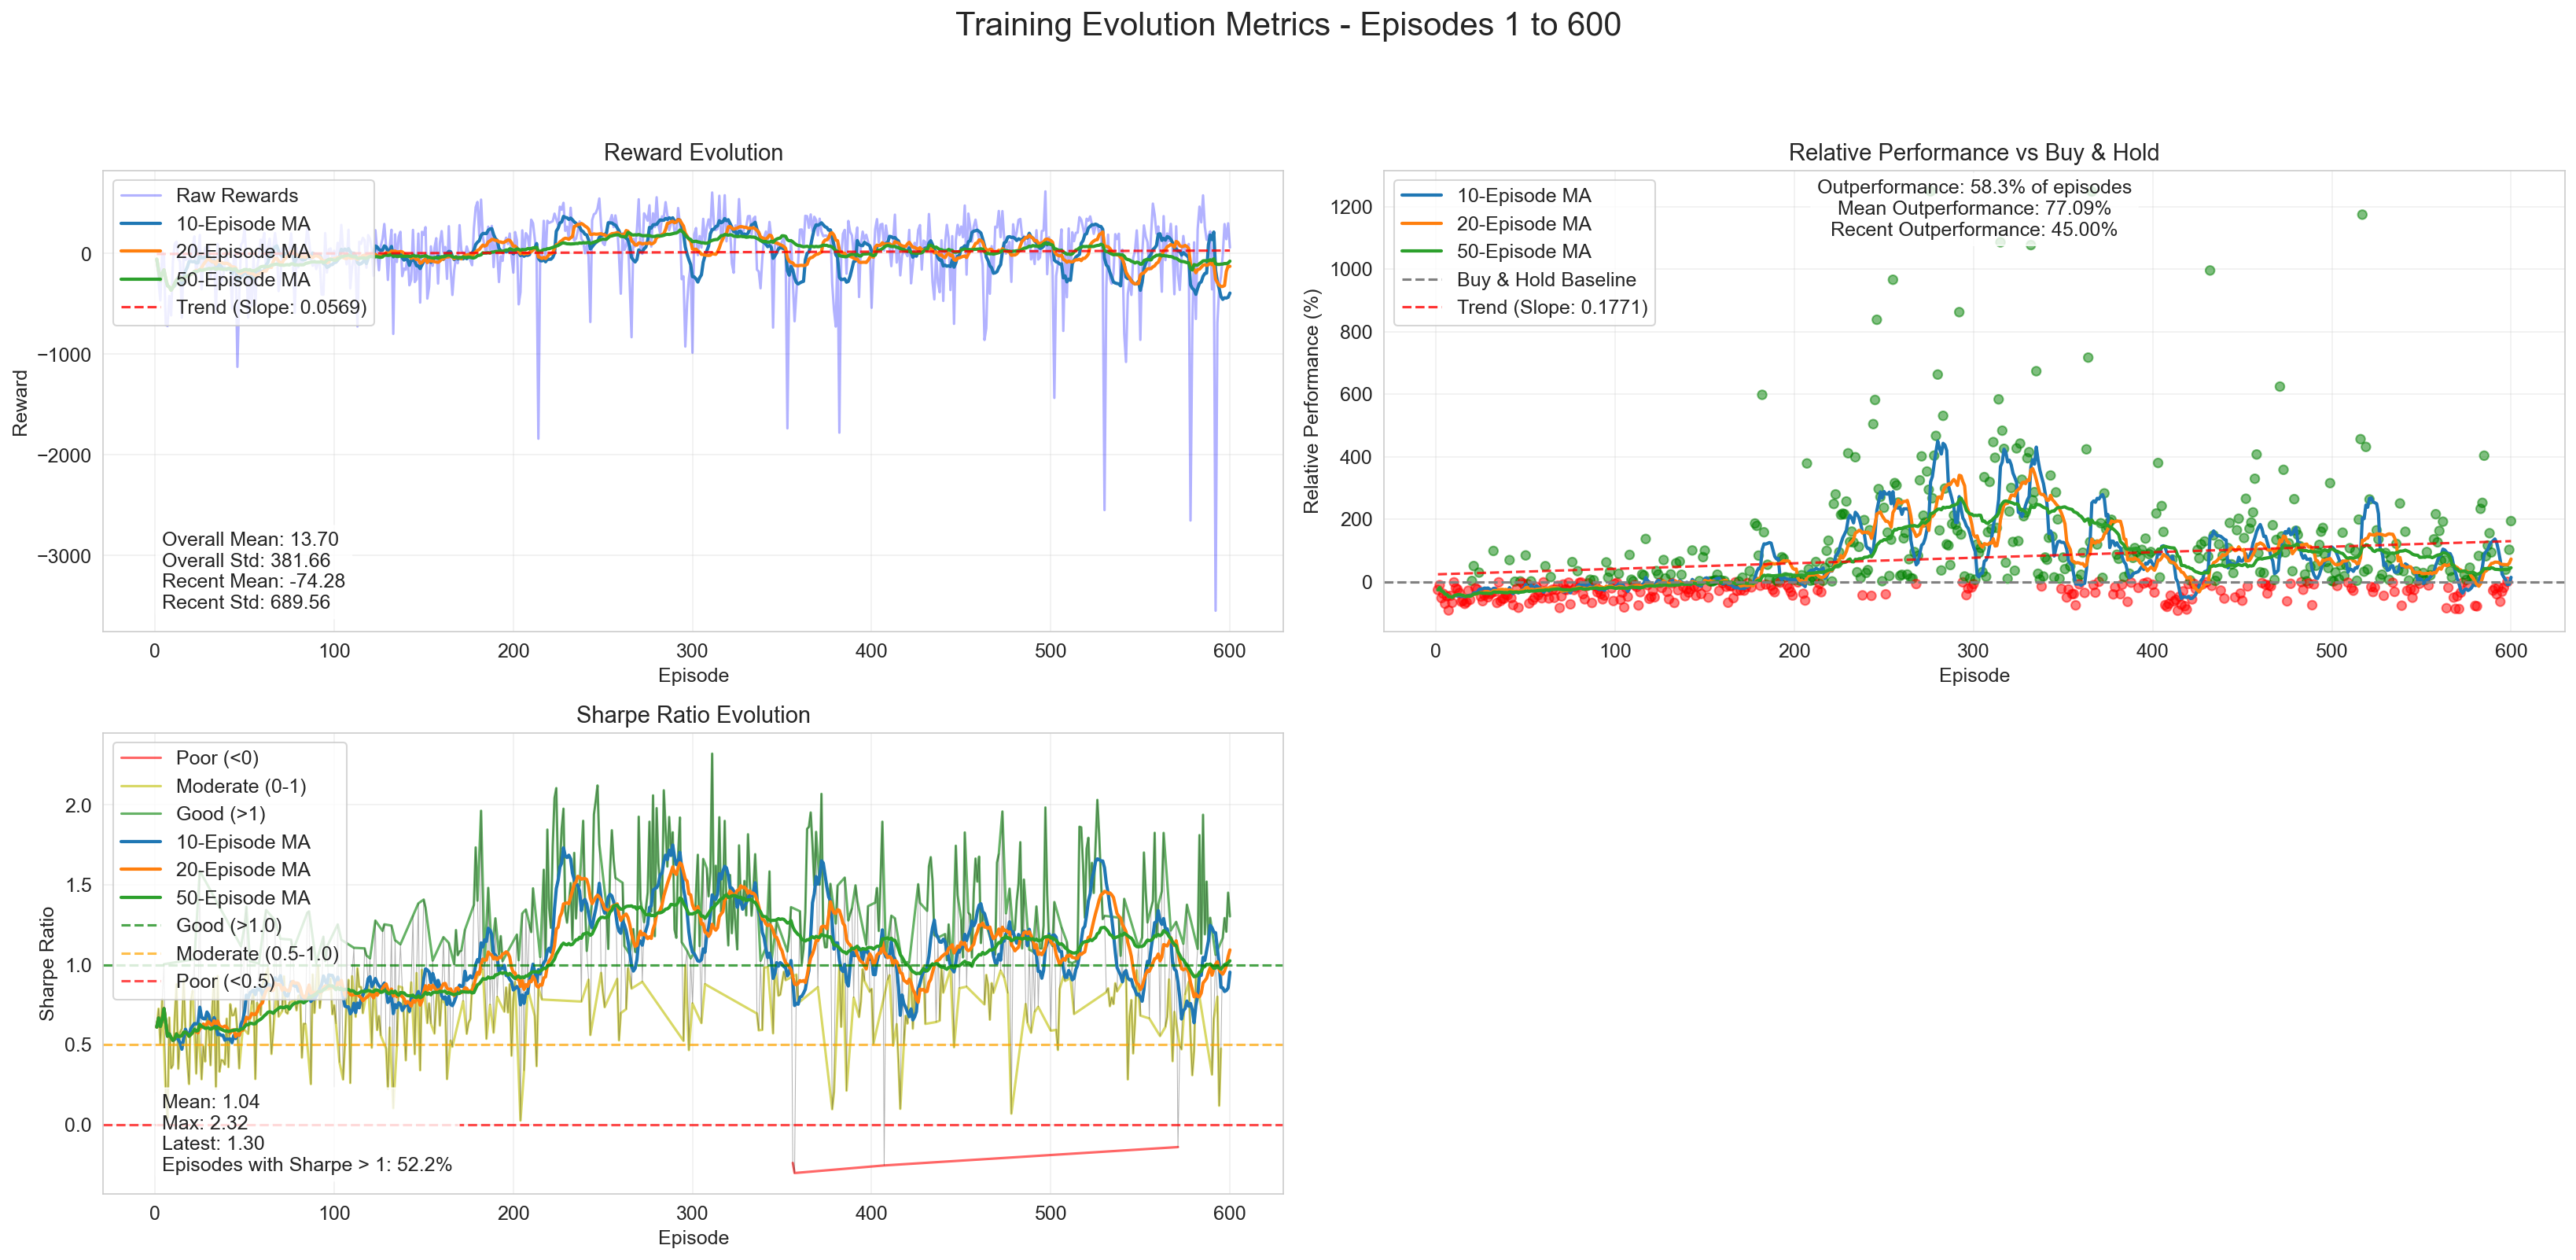 Training Evolution Metrics - Episodes 1 to 600
Reward Evolution
Raw Rewards
10-Episode MA
20-Episode MA
50-Episode MA
Trend (Slope: 0.0569)
Overall Mean: 13.70
Overall Std: 381.66
Recent Mean: -74.28
Recent Std: 689.56
Reward
0
−1000
−2000
−3000
0 100 200 300 400 500 600
Episode
Relative Performance vs Buy & Hold
10-Episode MA
20-Episode MA
50-Episode MA
Buy & Hold Baseline
Trend (Slope: 0.1771)
Outperformance: 58.3% of episodes
Mean Outperformance: 77.09%
Recent Outperformance: 45.00%
Relative Performance (%)
1200
1000
800
600
400
200
0
0 100 200 300 400 500 600
Episode
Sharpe Ratio Evolution
Poor (<0)
Moderate (0-1)
Good (>1)
10-Episode MA
20-Episode MA
50-Episode MA
Good (>1.0)
Moderate (0.5-1.0)
Poor (<0.5)
Mean: 1.04
Max: 2.32
Latest: 1.30
Episodes with Sharpe > 1: 52.2%
Sharpe Ratio
2.0
1.5
1.0
0.5
0.0
0 100 200 300 400 500 600
Episode